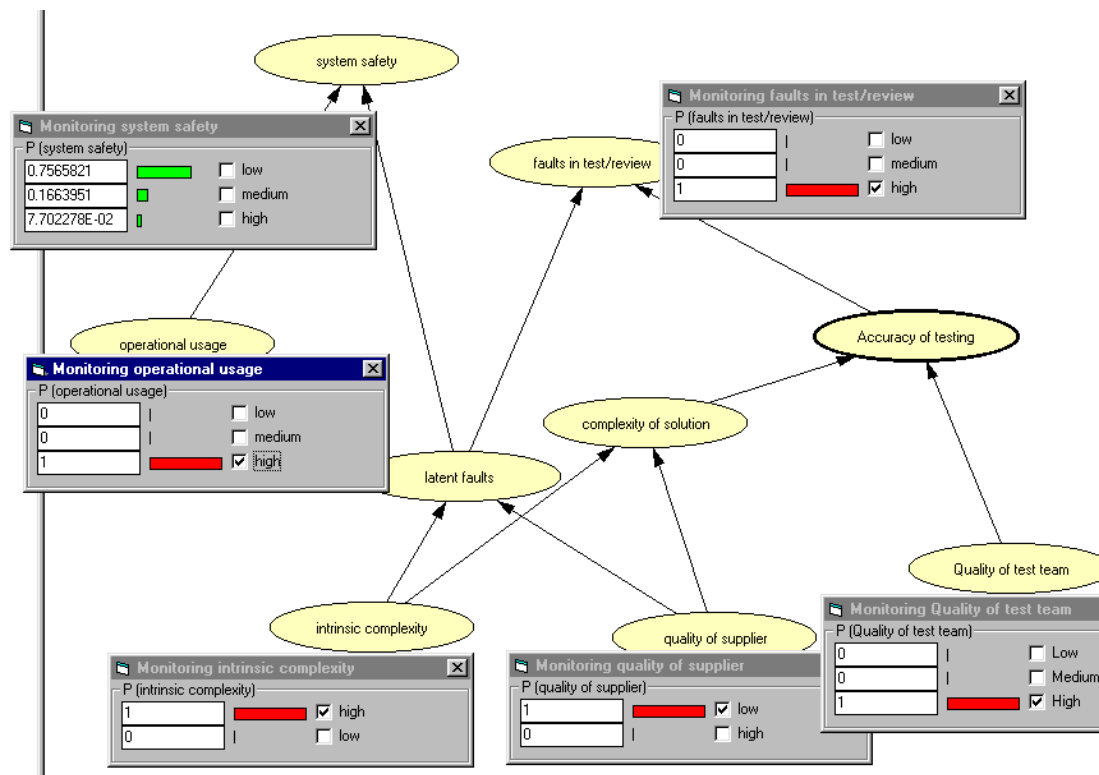 system safety
Monitoring system safety
P (system safety)
0.7565821 low
0.1663951 medium
7.702278E-02 high
Monitoring faults in test/review
P (faults in test/review)
0 low
0 medium
1 high
faults in test/review
operational usage
Monitoring operational usage
P (operational usage)
0 low
0 medium
1 high
Accuracy of testing
complexity of solution
latent faults
Quality of test team
Monitoring Quality of test team
P (Quality of test team)
0 Low
0 Medium
1 High
intrinsic complexity
Monitoring intrinsic complexity
P (intrinsic complexity)
1 high
0 low
quality of supplier
Monitoring quality of supplier
P (quality of supplier)
1 low
0 high